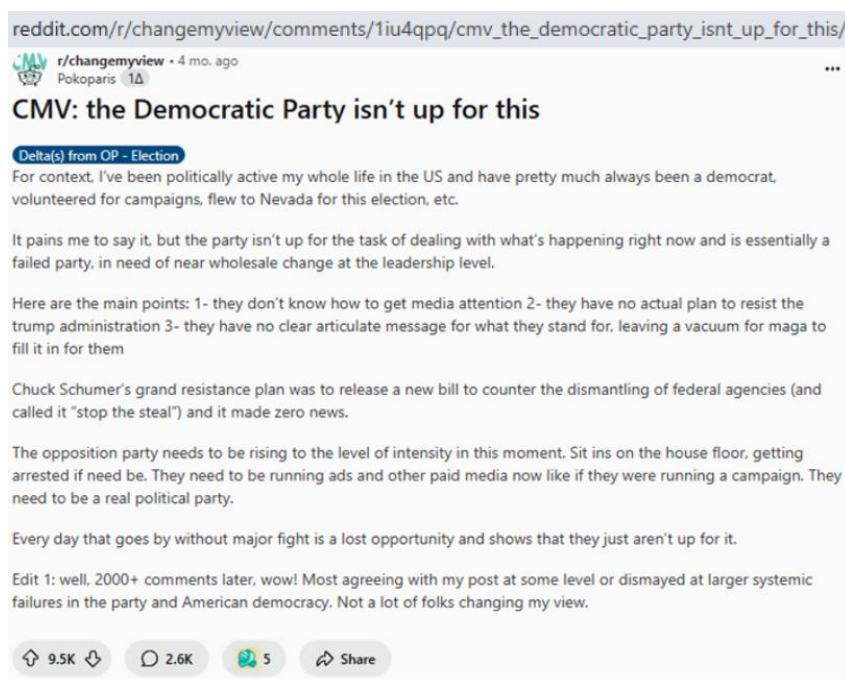 reddit.com/r/changemyview/comments/1iu4qpq/cmv_the_democratic_party_isnt_up_for_this/
r/changemyview • 4 mo. ago
Pokoparis 1Δ
CMV: the Democratic Party isn't up for this
Delta(s) from OP - Election
For context, I've been politically active my whole life in the US and have pretty much always been a democrat,
volunteered for campaigns, flew to Nevada for this election, etc.
It pains me to say it, but the party isn't up for the task of dealing with what's happening right now and is essentially a
failed party, in need of near wholesale change at the leadership level.
Here are the main points: 1- they don't know how to get media attention 2- they have no actual plan to resist the
trump administration 3- they have no clear articulate message for what they stand for, leaving a vacuum for maga to
fill it in for them
Chuck Schumer's grand resistance plan was to release a new bill to counter the dismantling of federal agencies (and
called it "stop the steal") and it made zero news.
The opposition party needs to be rising to the level of intensity in this moment. Sit ins on the house floor, getting
arrested if need be. They need to be running ads and other paid media now like if they were running a campaign. They
need to be a real political party.
Every day that goes by without major fight is a lost opportunity and shows that they just aren't up for it.
Edit 1: well, 2000+ comments later, wow! Most agreeing with my post at some level or dismayed at larger systemic
failures in the party and American democracy. Not a lot of folks changing my view.
9.5K 2.6K 5 Share